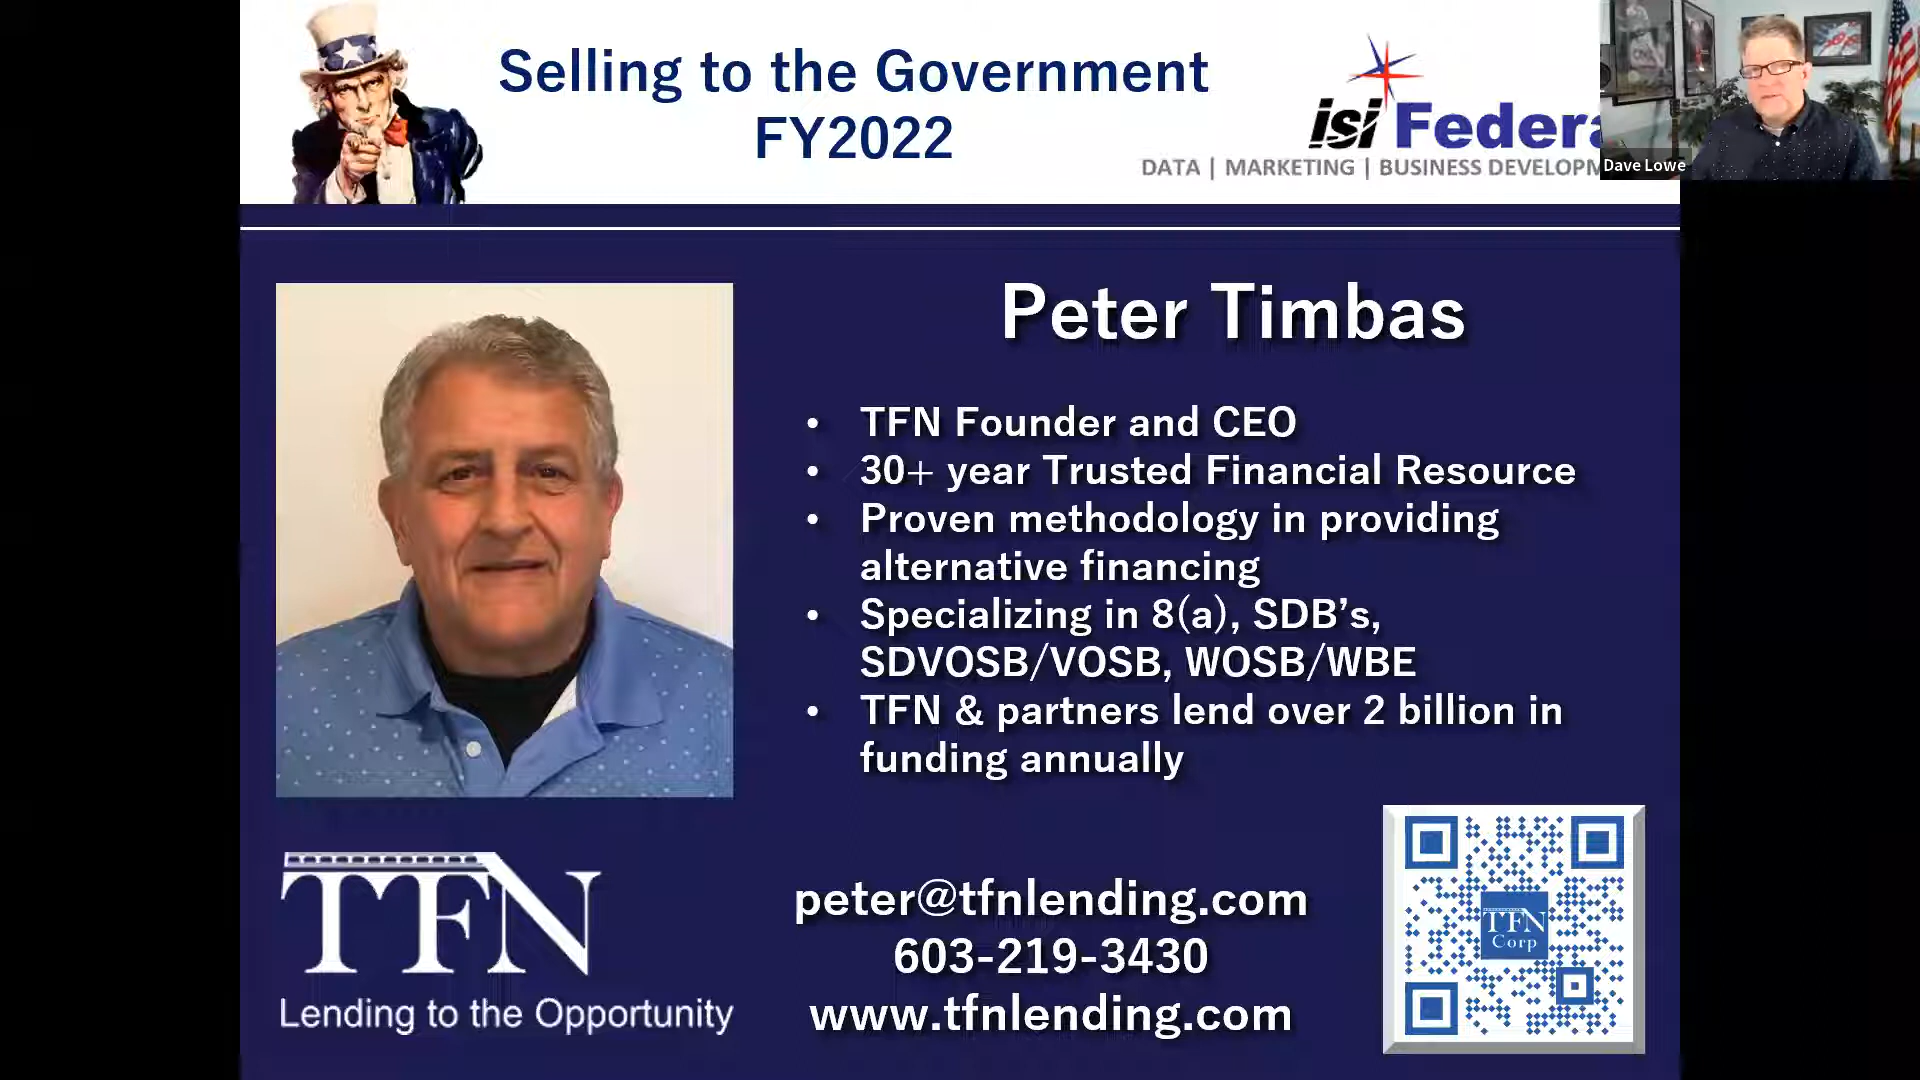 Selling to the Government
FY2022
isi Federa
DATA | MARKETING | BUSINESS DEVELOPM
Dave Lowe
Peter Timbas
• TFN Founder and CEO
• 30+ year Trusted Financial Resource
• Proven methodology in providing
alternative financing
• Specializing in 8(a), SDB’s,
SDVOSB/VOSB, WOSB/WBE
• TFN & partners lend over 2 billion in
funding annually
TFN
Lending to the Opportunity
peter@tfnlending.com
603-219-3430
www.tfnlending.com
TFN
Corp